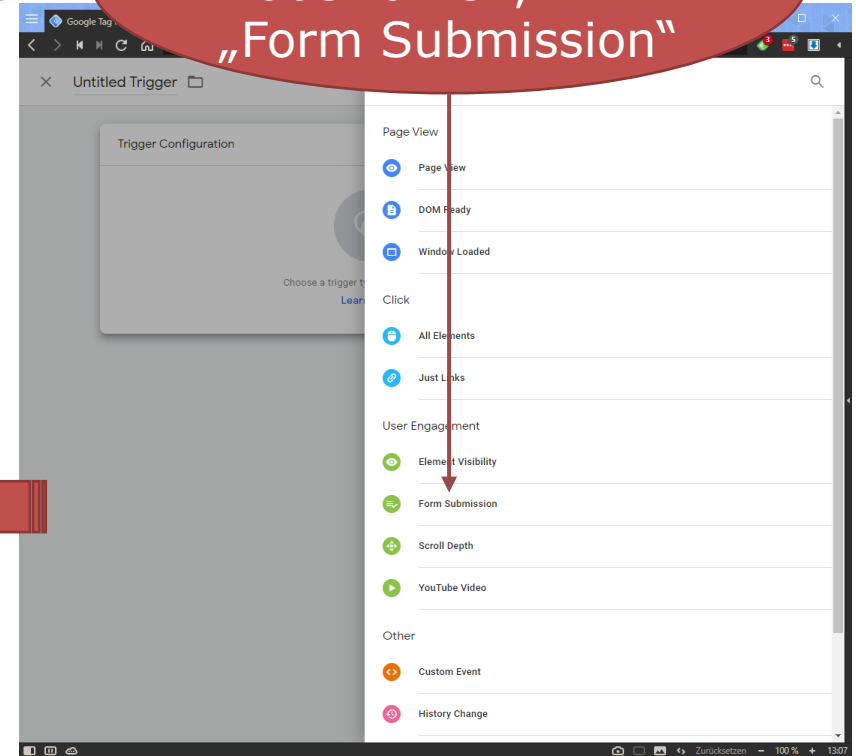 „Form Submission“
Google Tag
3
5
Untitled Trigger
Trigger Configuration
Choose a trigger
Page View
Page View
DOM Ready
Window Loaded
Click
All Elements
Just Links
User Engagement
Element Visibility
Form Submission
Scroll Depth
YouTube Video
Other
Custom Event
History Change
Zurücksetzen
100 %
13:07